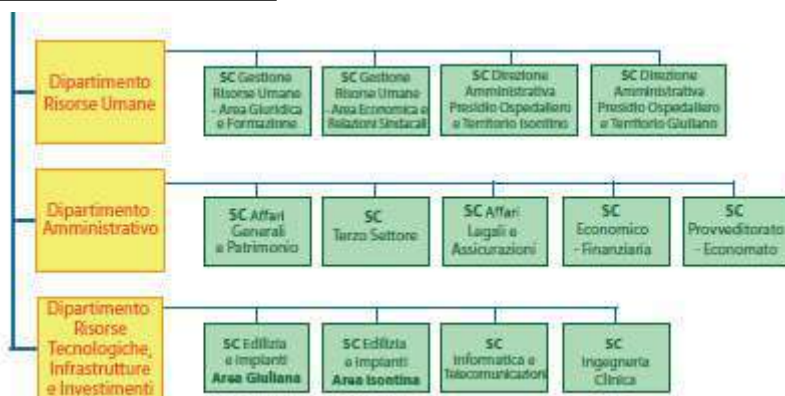 Dipartimento
Risorse Umane
SC Gestione
Risorse Umane
- Area Giuridica
e Formazione
SC Gestione
Risorse Umane
- Area Economica e
Relazioni Sindacali
SC Direzione
Amministrativa
Presidio Ospedaliero
e Territorio Isontino
SC Direzione
Amministrativa
Presidio Ospedaliero
e Territorio Giuliano
Dipartimento
Amministrativo
SC Affari
Generali
e Patrimonio
SC
Terzo Settore
SC Affari
Legali e
Assicurazioni
SC
Economico
- Finanziaria
SC
Provveditorato
- Economato
Dipartimento
Risorse
Tecnologiche,
Infrastrutture
e Investimenti
SC Edilizia
e Impianti
Area Giuliana
SC Edilizia
e Impianti
Area Isontina
SC
Informatica e
Telecomunicazioni
SC
Ingegneria
Clinica